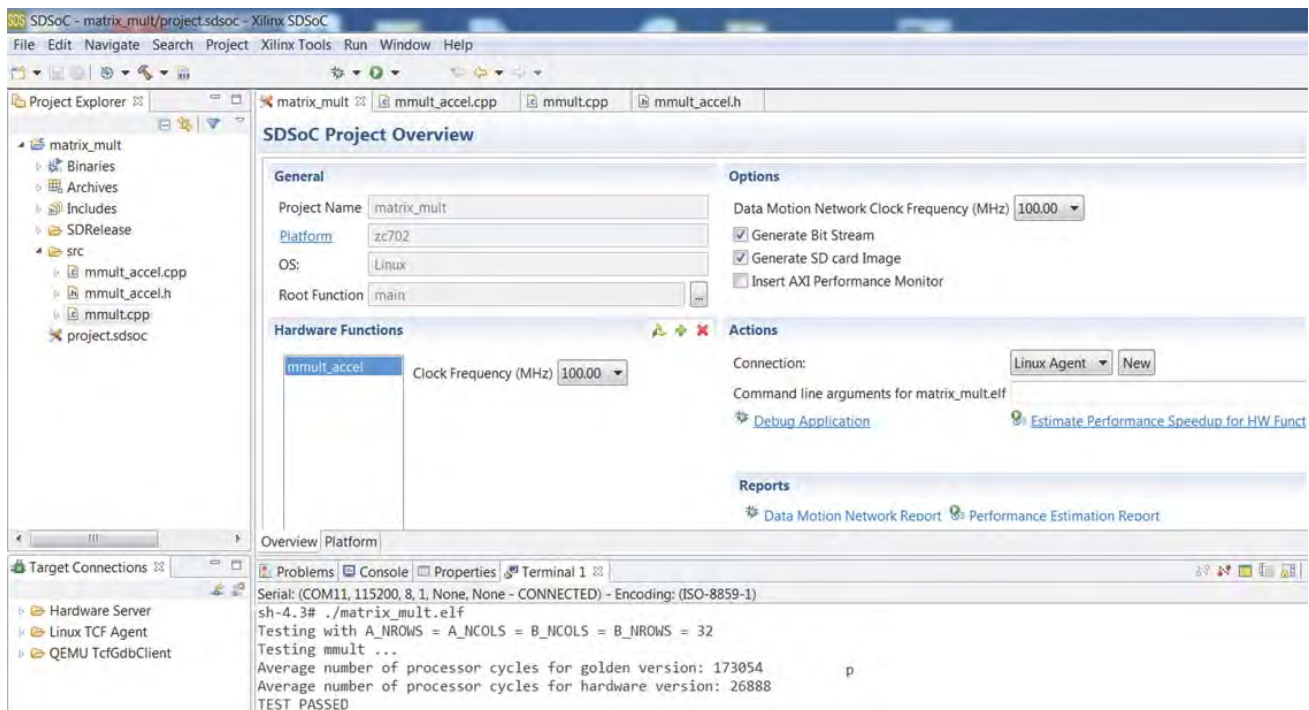 SDSoC - matrix_mult/project.sdsoc - Xilinx SDSoC
File Edit Navigate Search Project Xilinx Tools Run Window Help
Project Explorer
matrix_mult
Binaries
Archives
Includes
SDRelease
src
mmult_accel.cpp
mmult_accel.h
mmult.cpp
project.sdsoc
matrix_mult mmult_accel.cpp mmult.cpp mmult_accel.h
SDSoC Project Overview
General
Project Name matrix_mult
Platform zc702
OS: Linux
Root Function main ...
Hardware Functions
mmult_accel Clock Frequency (MHz) 100.00
Options
Data Motion Network Clock Frequency (MHz) 100.00
Generate Bit Stream
Generate SD card Image
Insert AXI Performance Monitor
Actions
Connection: Linux Agent New
Command line arguments for matrix_mult.elf
Debug Application Estimate Performance Speedup for HW Funct
Reports
Data Motion Network Report Performance Estimation Report
Overview Platform
Target Connections
Hardware Server
Linux TCF Agent
QEMU TcfGdbClient
Problems Console Properties Terminal 1
Serial: (COM11, 115200, 8, 1, None, None - CONNECTED) - Encoding: (ISO-8859-1)
sh-4.3# ./matrix_mult.elf
Testing with A_NROWS = A_NCOLS = B_NCOLS = B_NROWS = 32
Testing mmult ...
Average number of processor cycles for golden version: 173054 p
Average number of processor cycles for hardware version: 26888
TEST PASSED